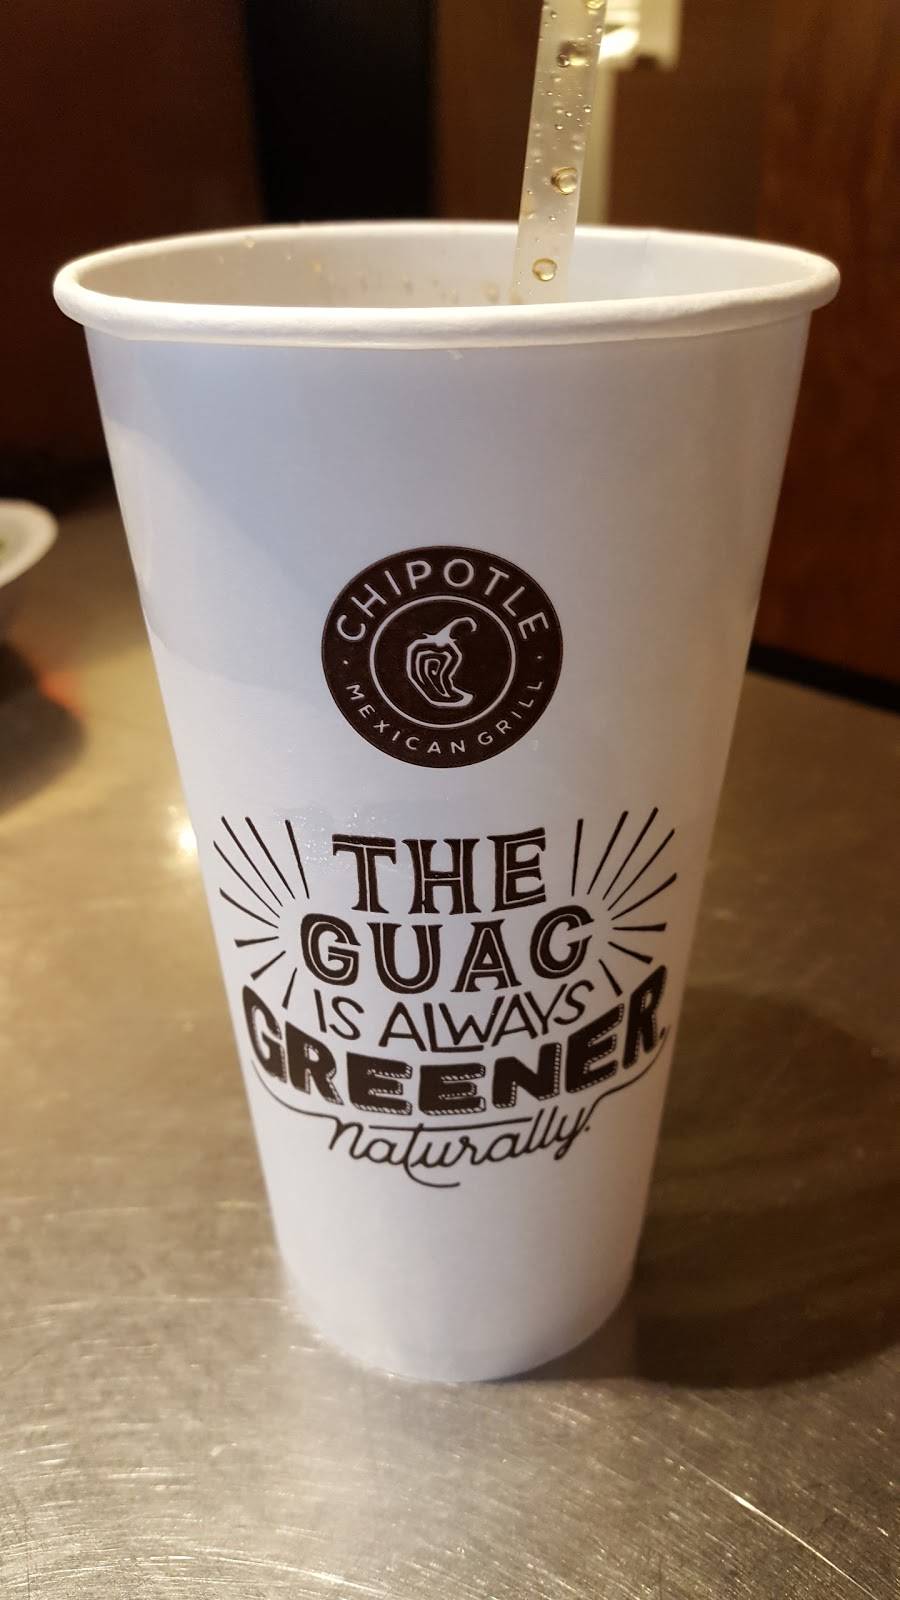 CHIPOTLE
MEXICAN GRILL
THE
GUAC
IS ALWAYS
GREENER,
naturally.